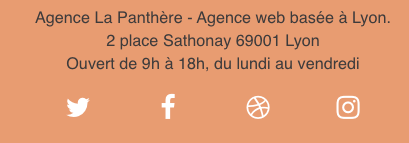 Agence La Panthère - Agence web basée à Lyon.
2 place Sathonay 69001 Lyon
Ouvert de 9h à 18h, du lundi au vendredi